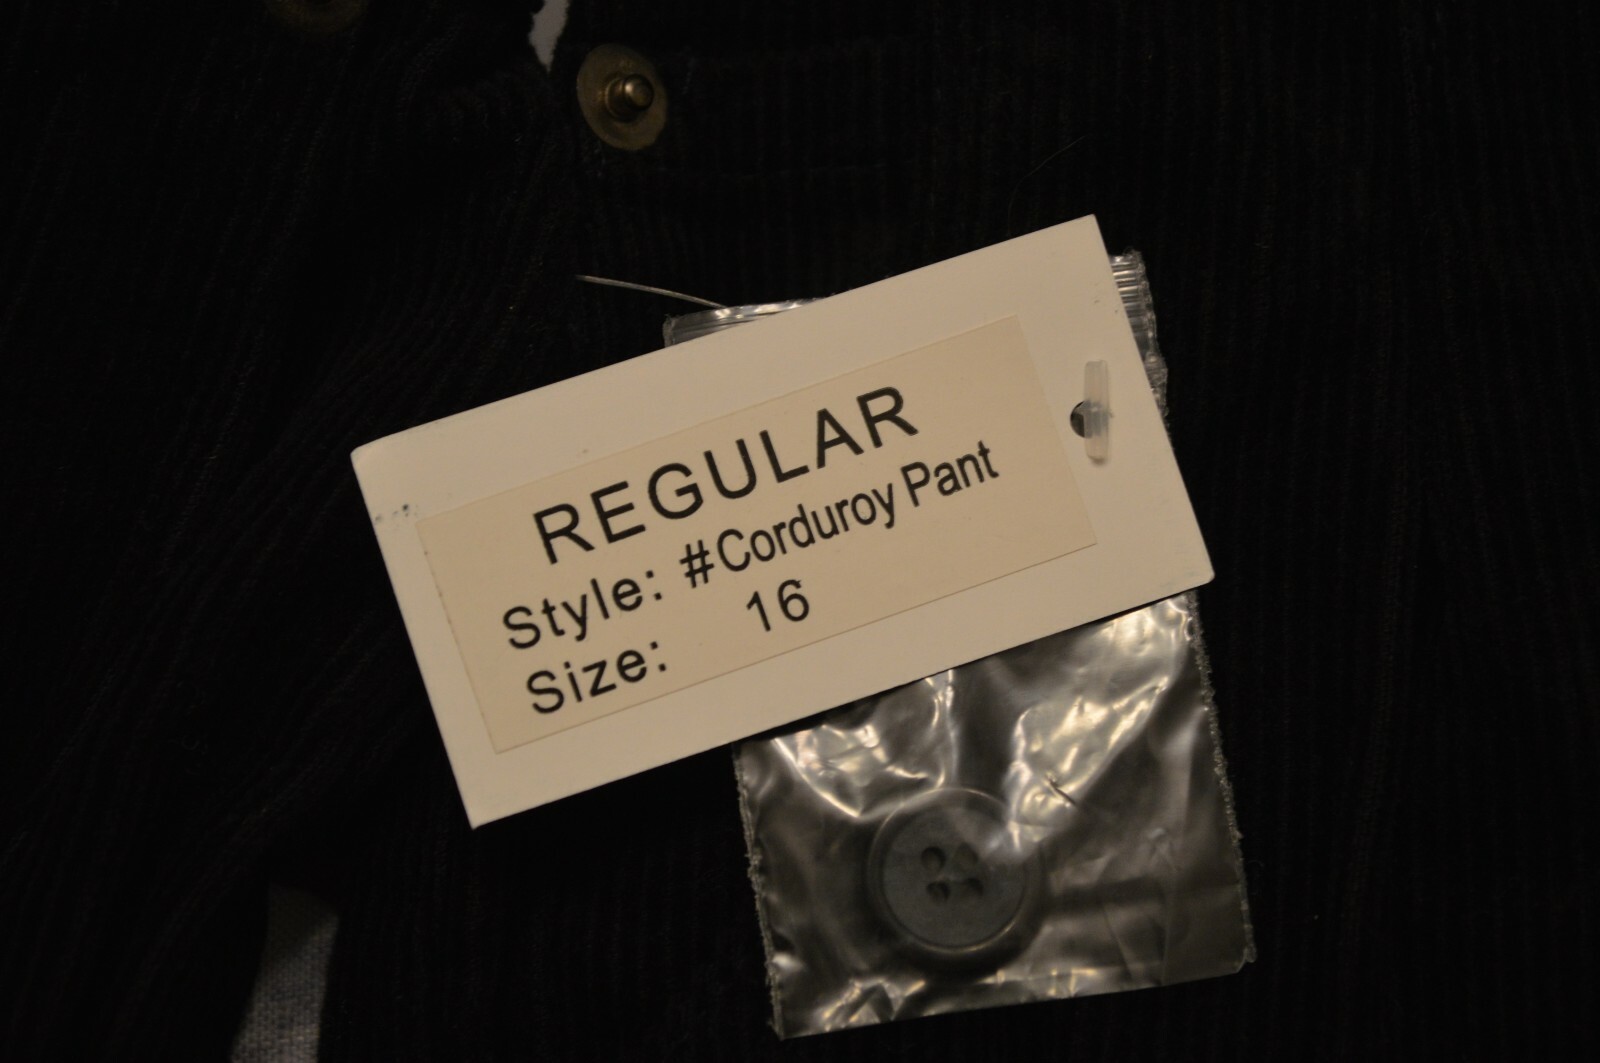 REGULAR
Style: #Corduroy Pant
Size: 16